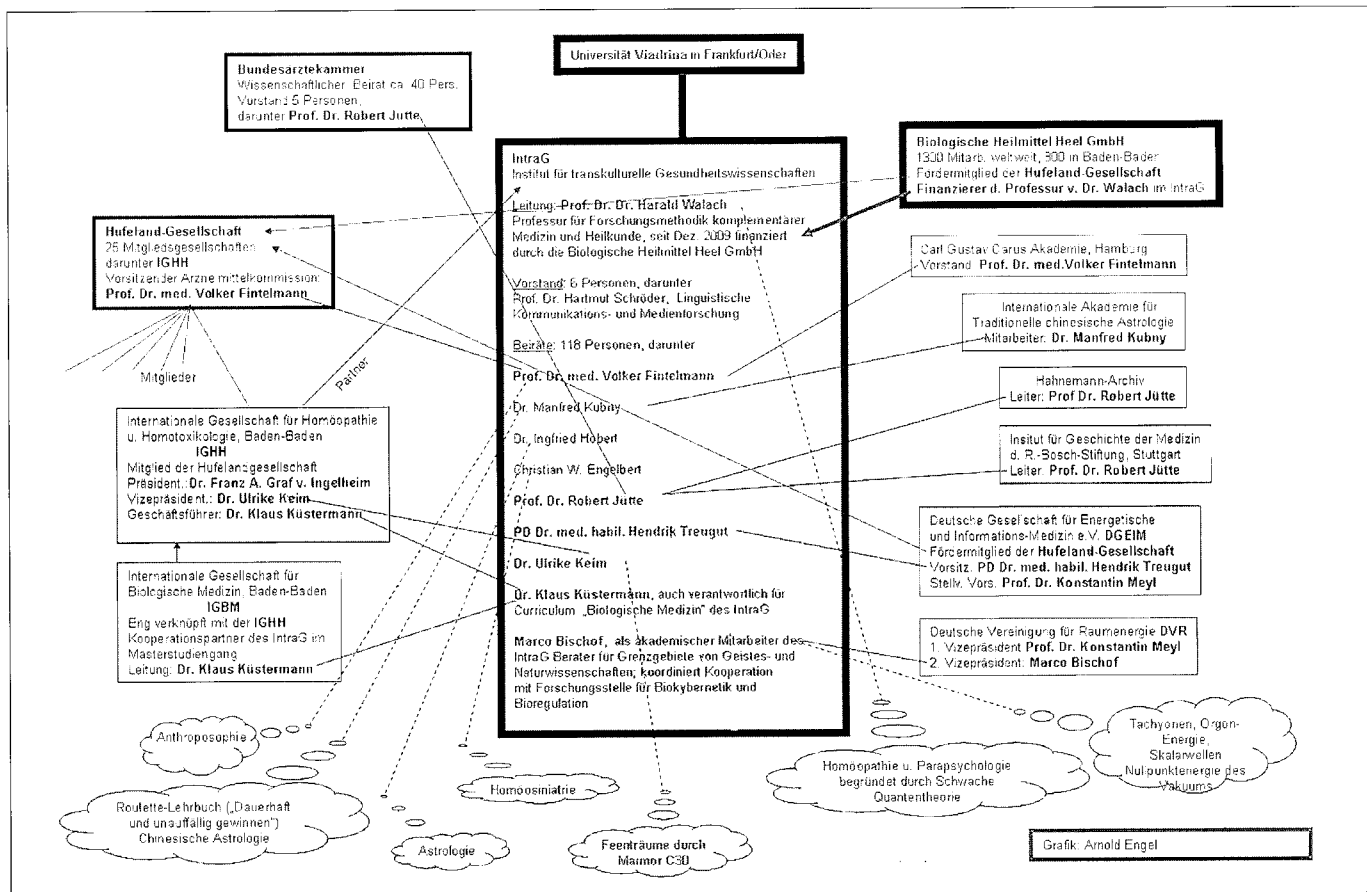 Universität Viadrina in Frankfurt/Oder
Bundesärztekammer
Wissenschaftlicher Beirat ca. 40 Pers.
Vorstand 5 Personen,
darunter Prof. Dr. Robert Jütte
IntraG
Institut für transkulturelle Gesundheitswissenschaften
Leitung: Prof. Dr. Dr. Harald Walach,
Professur für Forschungsmethodik komplementärer
Medizin und Heilkunde, seit Dez. 2009 finanziert
durch die Biologische Heilmittel Heel GmbH
Vorstand: 6 Personen, darunter
Prof. Dr. Hartmut Schröder, Linguistische
Kommunikations- und Medienforschung
Beiräte: 118 Personen, darunter
Prof. Dr. med. Volker Fintelmann
Dr. Manfred Kubny
Dr. Ingfried Hobert
Christian W. Engelbert
Prof. Dr. Robert Jütte
PD Dr. med. habil. Hendrik Treugut
Dr. Ulrike Keim
Dr. Klaus Küstermann, auch verantwortlich für
Curriculum „Biologische Medizin" des IntraG
Marco Bischof, als akademischer Mitarbeiter des
IntraG Berater für Grenzgebiete von Geistes- und
Naturwissenschaften; koordiniert Kooperation
mit Forschungsstelle für Biokybernetik und
Bioregulation
Biologische Heilmittel Heel GmbH
1300 Mitarb. weltweit, 800 in Baden-Baden
Fördermitglied der Hufeland-Gesellschaft
Finanzierer d. Professur v. Dr. Walach im IntraG
Hufeland-Gesellschaft
25 Mitgliedsgesellschaften
darunter IGHH
Vorsitzender Arzneimittelkommission:
Prof. Dr. med. Volker Fintelmann
Mitglieder
Partner
Internationale Gesellschaft für Homöopathie
u. Homotoxikologie, Baden-Baden
IGHH
Mitglied der Hufelandgesellschaft
Präsident.: Dr. Franz A. Graf v. Ingelheim
Vizepräsident.: Dr. Ulrike Keim
Geschäftsführer: Dr. Klaus Küstermann
Internationale Gesellschaft für
Biologische Medizin, Baden-Baden
IGBM
Eng verknüpft mit der IGHH
Kooperationspartner des IntraG im
Masterstudiengang
Leitung: Dr. Klaus Küstermann
Carl Gustav Carus Akademie, Hamburg
Vorstand: Prof. Dr. med. Volker Fintelmann
Internationale Akademie für
Traditionelle chinesische Astrologie
Mitarbeiter: Dr. Manfred Kubny
Hahnemann-Archiv
Leiter: Prof Dr. Robert Jütte
Insitut für Geschichte der Medizin
d. R.-Bosch-Stiftung, Stuttgart
Leiter: Prof. Dr. Robert Jütte
Deutsche Gesellschaft für Energetische
und Informations-Medizin e.V. DGEIM
Fördermitglied der Hufeland-Gesellschaft
Vorsitz. PD Dr. med. habil. Hendrik Treugut
Stellv. Vors. Prof. Dr. Konstantin Meyl
Deutsche Vereinigung für Raumenergie DVR
1. Vizepräsident Prof. Dr. Konstantin Meyl
2. Vizepräsident: Marco Bischof
Anthroposophie
Roulette-Lehrbuch („Dauerhaft
und unauffällig gewinnen")
Chinesische Astrologie
Astrologie
Homöosiniatrie
Feenträume durch
Marmor C30
Homöopathie u. Parapsychologie
begründet durch Schwache
Quantentheorie
Tachyonen, Orgon-
Energie,
Skalarwellen
Nullpunktenergie des
Vakuums
Grafik: Arnold Engel